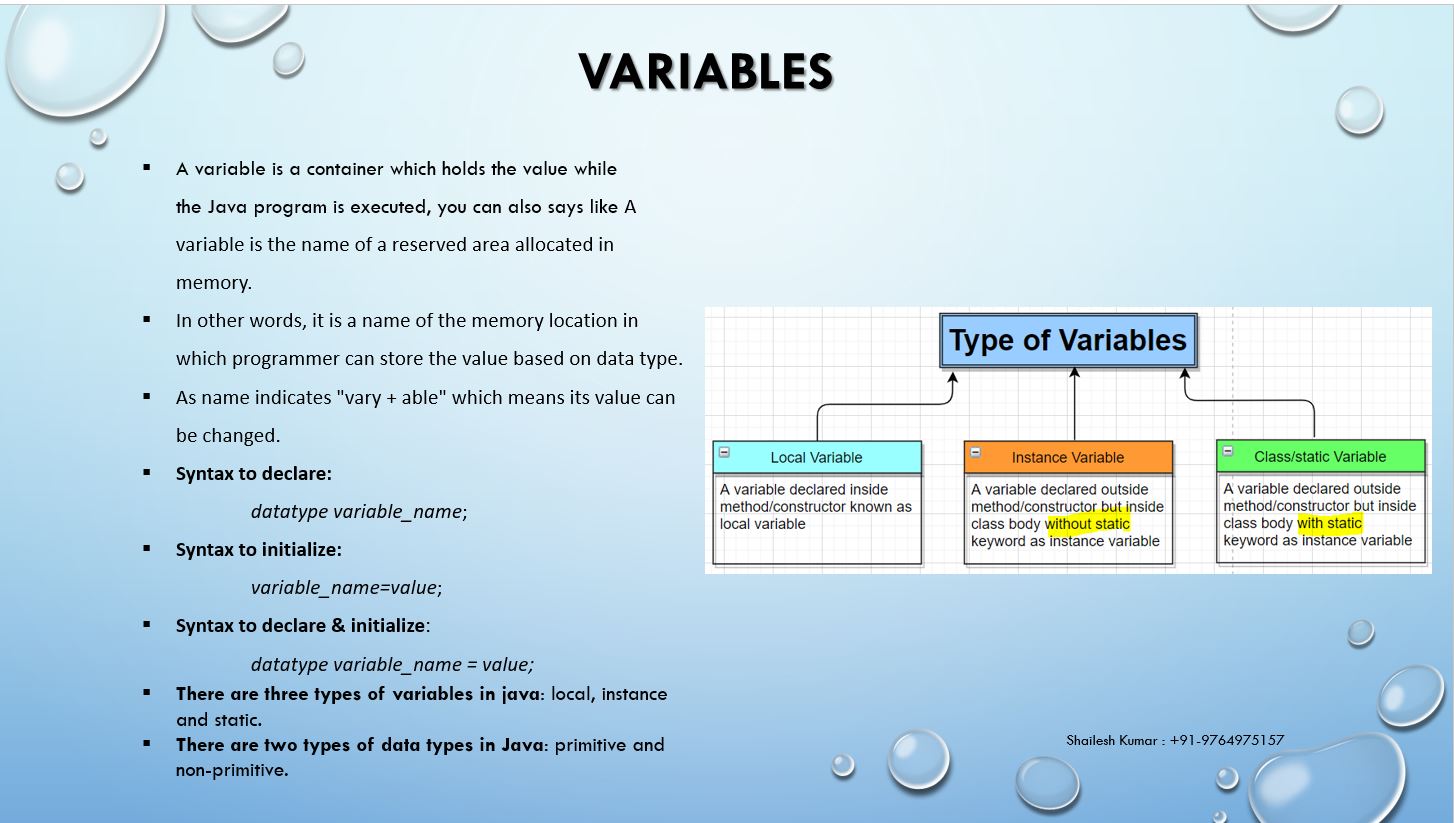 VARIABLES
A variable is a container which holds the value while
the Java program is executed, you can also says like A
variable is the name of a reserved area allocated in
memory.
In other words, it is a name of the memory location in
which programmer can store the value based on data type.
As name indicates "vary + able" which means its value can
be changed.
Syntax to declare:
datatype variable_name;
Syntax to initialize:
variable_name=value;
Syntax to declare & initialize:
datatype variable_name = value;
There are three types of variables in java: local, instance
and static.
There are two types of data types in Java: primitive and
non-primitive.
Type of Variables
Local Variable
A variable declared inside
method/constructor known as
local variable
Instance Variable
A variable declared outside
method/constructor but inside
class body without static
keyword as instance variable
Class/static Variable
A variable declared outside
method/constructor but inside
class body with static
keyword as instance variable
Shailesh Kumar : +91-9764975157